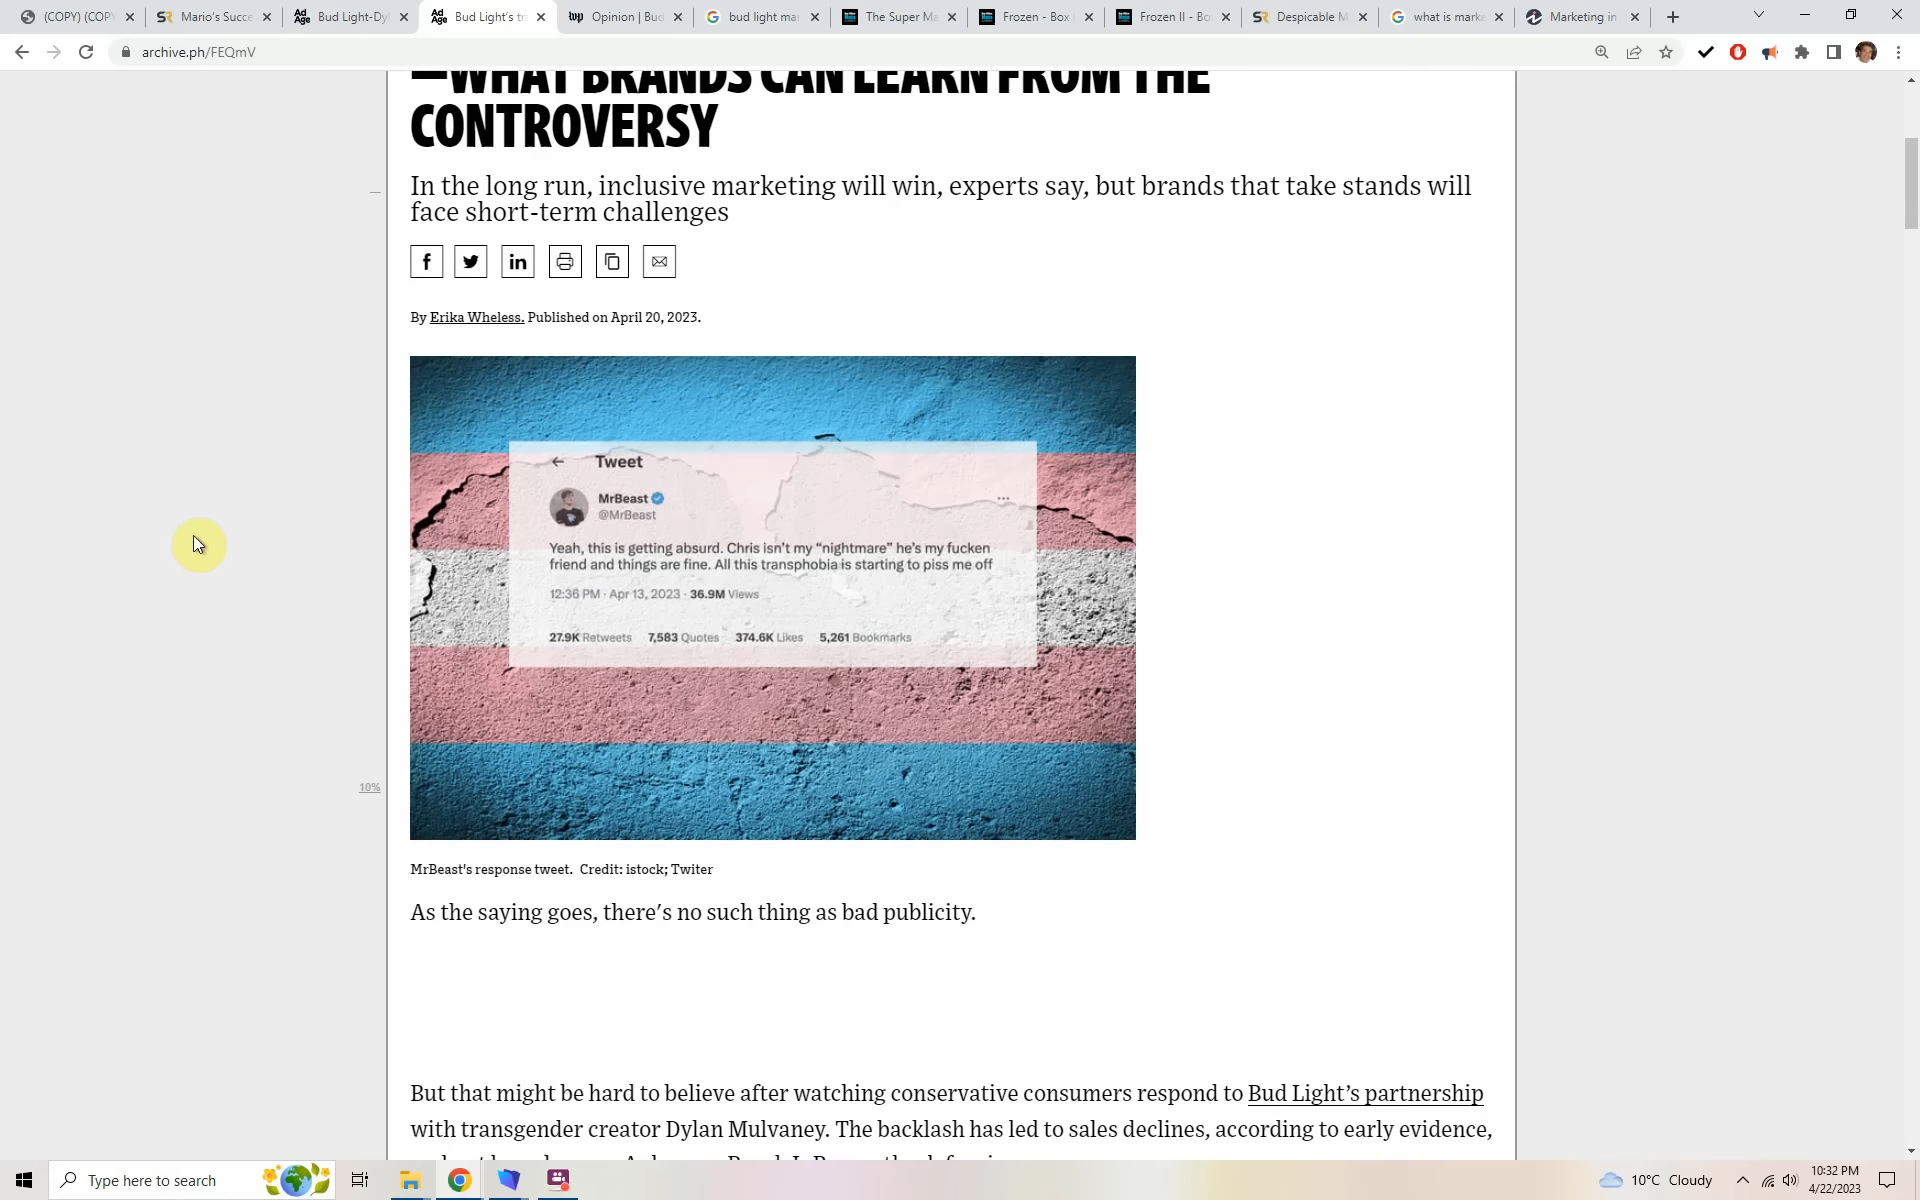 (COPY) (COPY
Mario's Succe
Bud Light-Dyl
Bud Light's tr
Opinion | Bud
bud light mar
The Super Ma
Frozen - Box
Frozen II - Bo
Despicable M
what is marke
Marketing in
archive.ph/FEQmV
—WHAT BRANDS CAN LEARN FROM THE
CONTROVERSY
In the long run, inclusive marketing will win, experts say, but brands that take stands will
face short-term challenges
By Erika Wheless. Published on April 20, 2023.
Tweet
MrBeast
@MrBeast
Yeah, this is getting absurd. Chris isn't my “nightmare” he's my fucken
friend and things are fine. All this transphobia is starting to piss me off
12:36 PM · Apr 13, 2023 · 36.9M Views
27.9K Retweets 7,583 Quotes 374.6K Likes 5,261 Bookmarks
10%
MrBeast's response tweet. Credit: istock; Twiter
As the saying goes, there's no such thing as bad publicity.
But that might be hard to believe after watching conservative consumers respond to Bud Light’s partnership
with transgender creator Dylan Mulvaney. The backlash has led to sales declines, according to early evidence,
Type here to search
10°C Cloudy
10:32 PM
4/22/2023